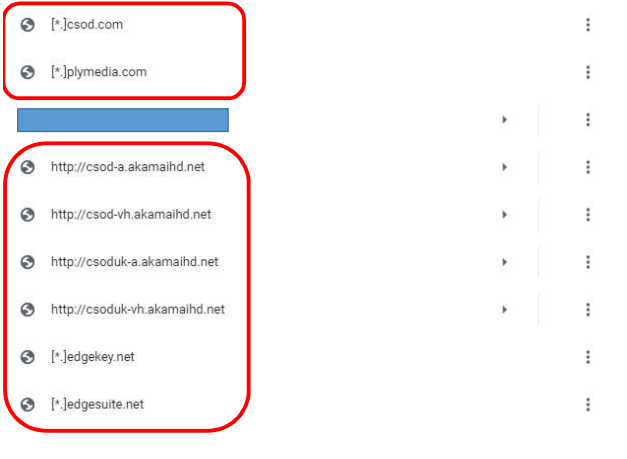 [*.]csod.com
[*.]plymedia.com
http://csod-a.akamaihd.net
http://csod-vh.akamaihd.net
http://csoduk-a.akamaihd.net
http://csoduk-vh.akamaihd.net
[*.]edgekey.net
[*.]edgesuite.net